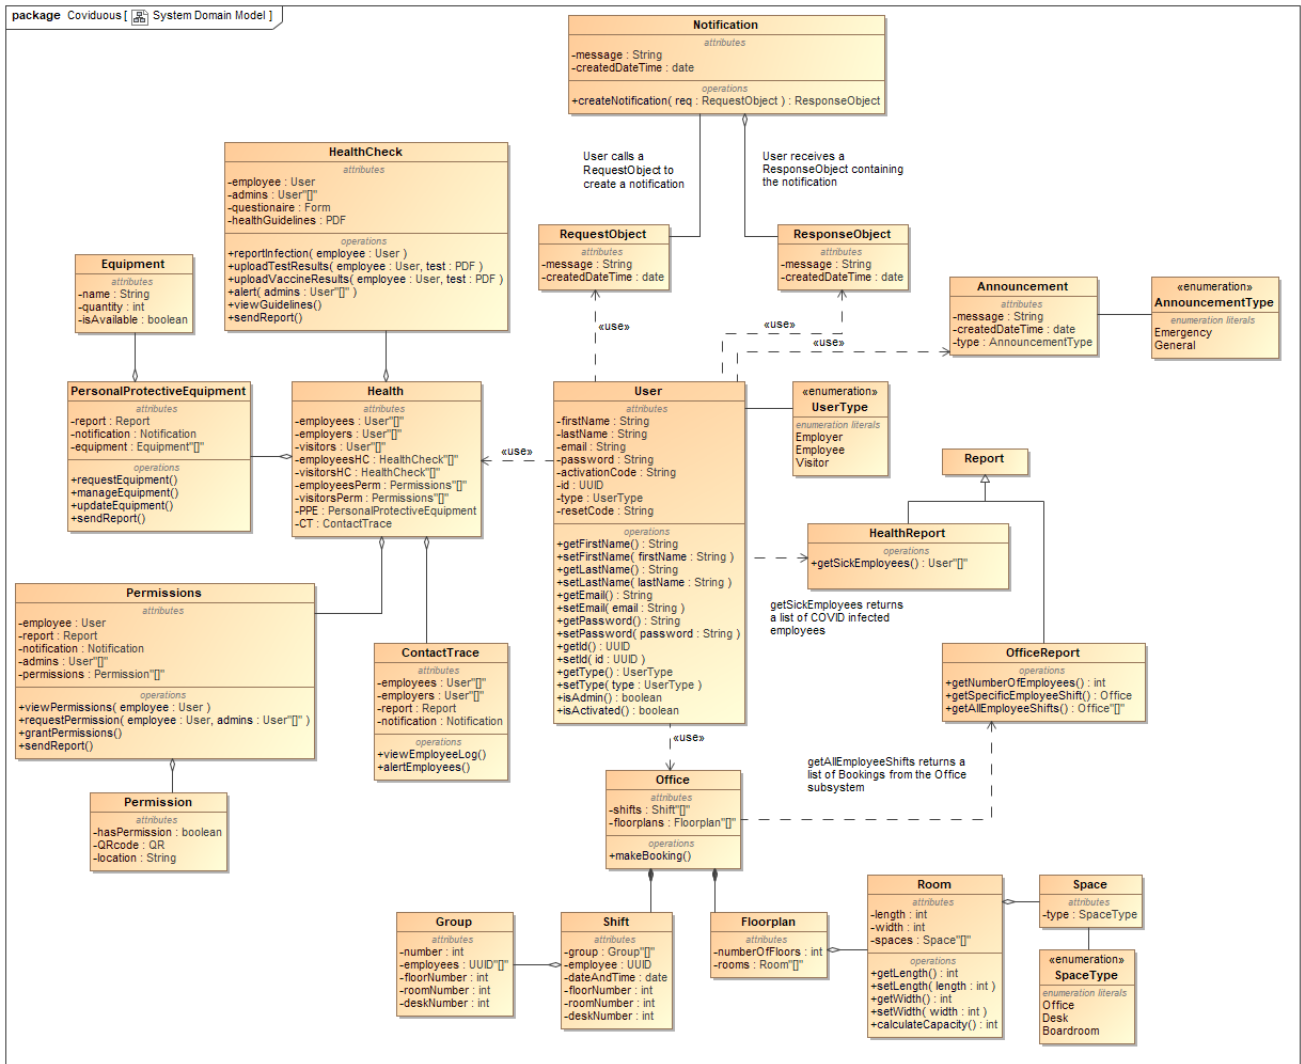 package Coviduous [ System Domain Model ]
Notification
attributes
-message : String
-createdDateTime : date
operations
+createNotification( req : RequestObject ) : ResponseObject
User calls a
RequestObject to
create a notification
User receives a
ResponseObject containing
the notification
HealthCheck
attributes
-employee : User
-admins : User"[]"
-questionaire : Form
-healthGuidelines : PDF
operations
+reportInfection( employee : User )
+uploadTestResults( employee : User, test : PDF )
+uploadVaccineResults( employee : User, test : PDF )
+alert( admins : User"[]" )
+viewGuidelines()
+sendReport()
RequestObject
attributes
-message : String
-createdDateTime : date
ResponseObject
attributes
-message : String
-createdDateTime : date
Equipment
attributes
-name : String
-quantity : int
-isAvailable : boolean
Announcement
attributes
-message : String
-createdDateTime : date
-type : AnnouncementType
«enumeration»
AnnouncementType
enumeration literals
Emergency
General
«use»
«use»
«use»
PersonalProtectiveEquipment
attributes
-report : Report
-notification : Notification
-equipment : Equipment"[]"
operations
+requestEquipment()
+manageEquipment()
+updateEquipment()
+sendReport()
Health
attributes
-employees : User"[]"
-employers : User"[]"
-visitors : User"[]"
-employeesHC : HealthCheck"[]"
-visitorsHC : HealthCheck"[]"
-employeesPerm : Permissions"[]"
-visitorsPerm : Permissions"[]"
-PPE : PersonalProtectiveEquipment
-CT : ContactTrace
«use»
User
attributes
-firstName : String
-lastName : String
-email : String
-password : String
-activationCode : String
-id : UUID
-type : UserType
-resetCode : String
operations
+getFirstName() : String
+setFirstName( firstName : String )
+getLastName() : String
+setLastName( lastName : String )
+getEmail() : String
+setEmail( email : String )
+getPassword() : String
+setPassword( password : String )
+getId() : UUID
+setId( id : UUID )
+getType() : UserType
+setType( type : UserType )
+isAdmin() : boolean
+isActivated() : boolean
«enumeration»
UserType
enumeration literals
Employer
Employee
Visitor
Report
HealthReport
operations
+getSickEmployees() : User"[]"
getSickEmployees returns
a list of COVID infected
employees
Permissions
attributes
-employee : User
-report : Report
-notification : Notification
-admins : User"[]"
-permissions : Permission"[]"
operations
+viewPermissions( employee : User )
+requestPermission( employee : User, admins : User"[]" )
+grantPermissions()
+sendReport()
ContactTrace
attributes
-employees : User"[]"
-employers : User"[]"
-report : Report
-notification : Notification
operations
+viewEmployeeLog()
+alertEmployees()
OfficeReport
operations
+getNumberOfEmployees() : int
+getSpecificEmployeeShift() : Office
+getAllEmployeeShifts() : Office"[]"
«use»
getAllEmployeeShifts returns a
list of Bookings from the Office
subsystem
Permission
attributes
-hasPermission : boolean
-QRcode : QR
-location : String
Office
attributes
-shifts : Shift"[]"
-floorplans : Floorplan"[]"
operations
+makeBooking()
Group
attributes
-number : int
-employees : UUID"[]"
-floorNumber : int
-roomNumber : int
-deskNumber : int
Shift
attributes
-group : Group"[]"
-employee : UUID
-dateAndTime : date
-floorNumber : int
-roomNumber : int
-deskNumber : int
Floorplan
attributes
-numberOfFloors : int
-rooms : Room"[]"
Room
attributes
-length : int
-width : int
-spaces : Space"[]"
operations
+getLength() : int
+setLength( length : int )
+getWidth() : int
+setWidth( width : int )
+calculateCapacity() : int
Space
attributes
-type : SpaceType
«enumeration»
SpaceType
enumeration literals
Office
Desk
Boardroom